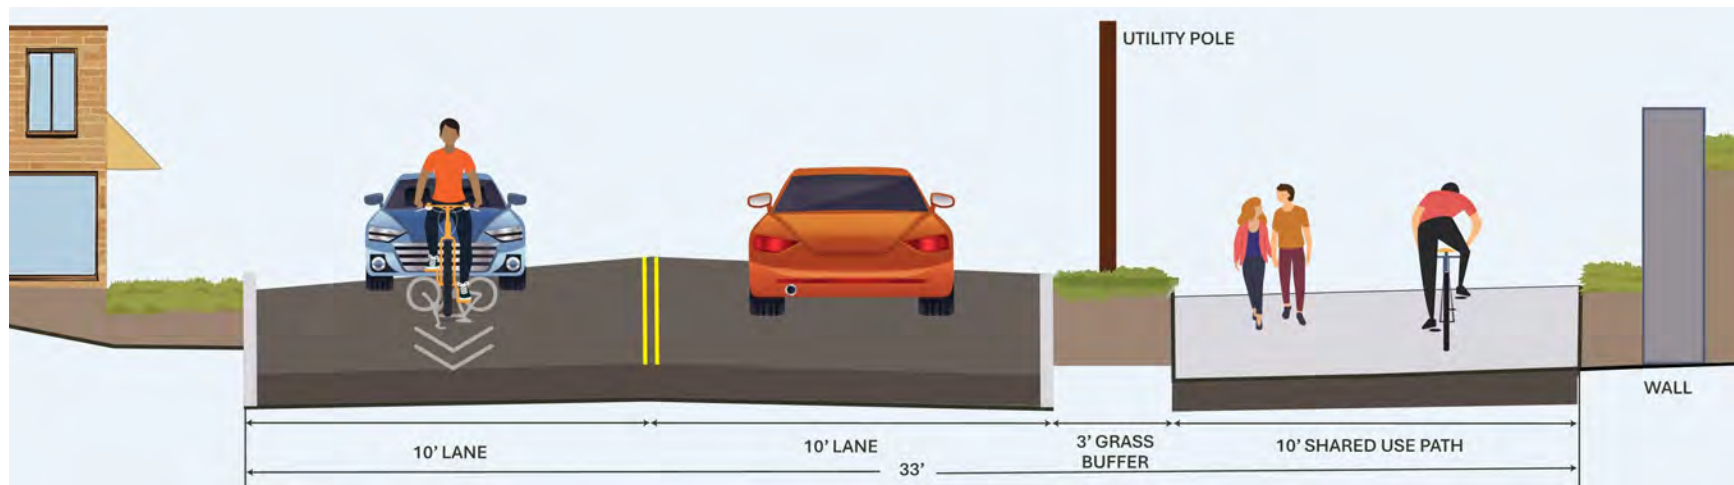 UTILITY POLE
WALL
10' LANE
10' LANE
3' GRASS
BUFFER
10' SHARED USE PATH
33'